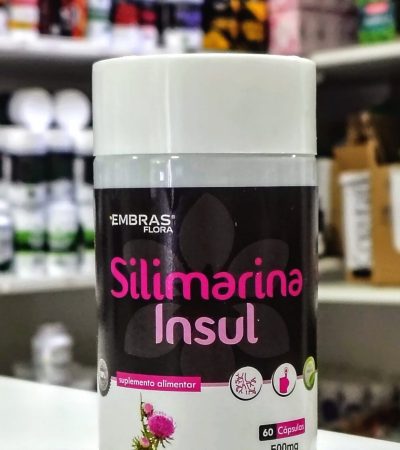 EMBRAS
FLORA
Silimarina
Insul
suplemento alimentar
60 Cápsulas
500mg